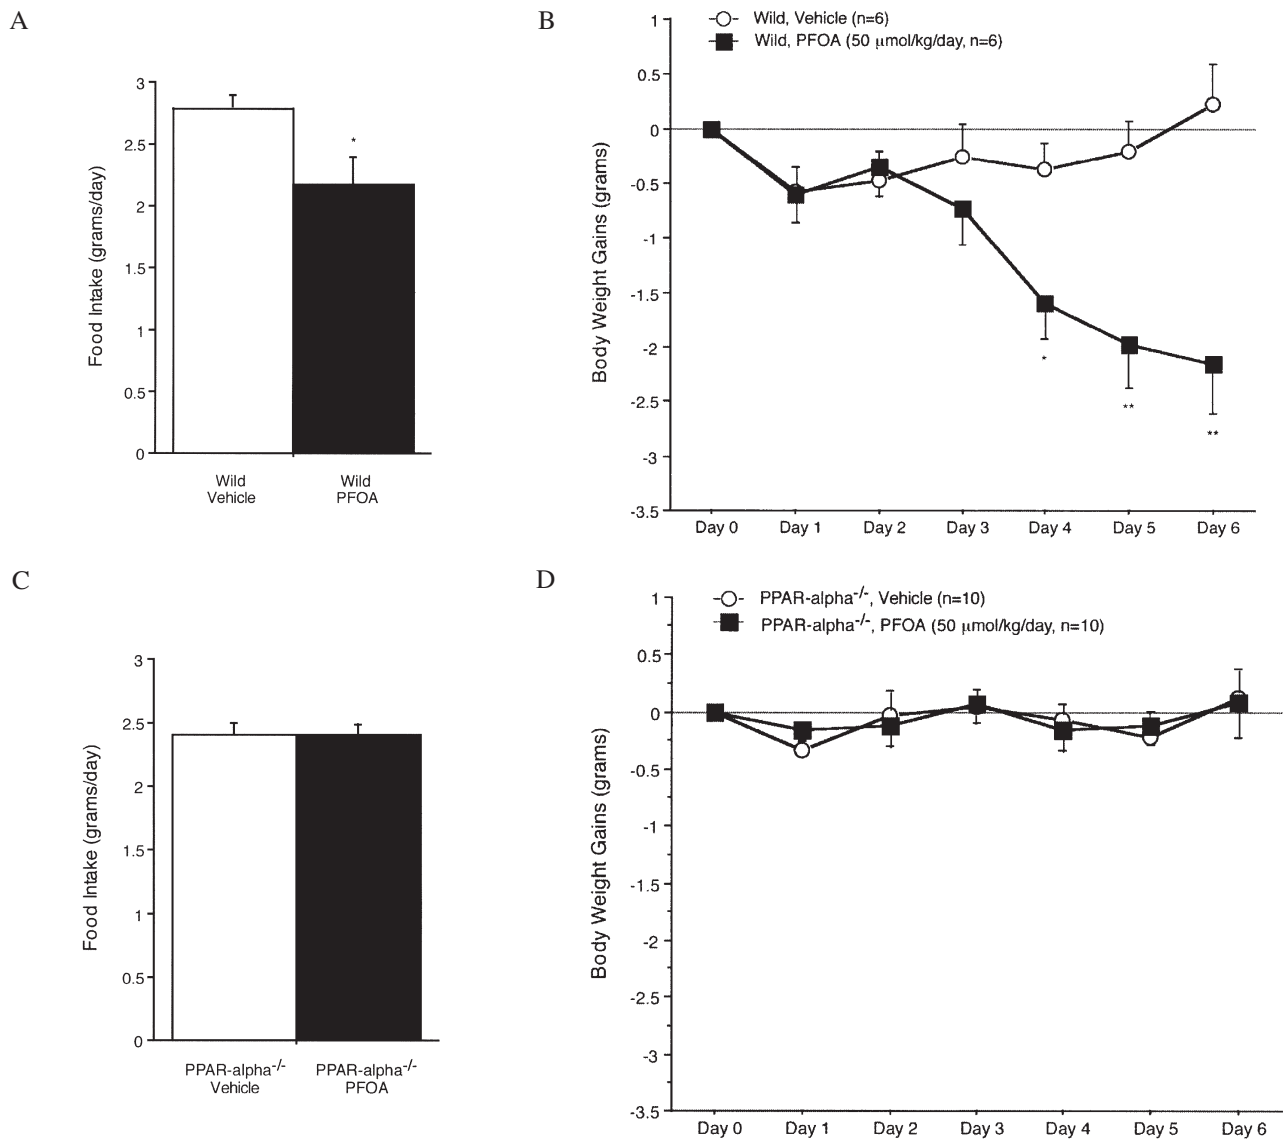 A
3
2.5
2
1.5
1
0.5
0
Food Intake (grams/day)
*
Wild
Vehicle
Wild
PFOA
B
Wild, Vehicle (n=6)
Wild, PFOA (50 μmol/kg/day, n=6)
1
0.5
0
-0.5
-1
-1.5
-2
-2.5
-3
-3.5
Body Weight Gains (grams)
*
**
**
Day 0 Day 1 Day 2 Day 3 Day 4 Day 5 Day 6
C
3
2.5
2
1.5
1
0.5
0
Food Intake (grams/day)
PPAR-alpha-/-
Vehicle
PPAR-alpha-/-
PFOA
D
PPAR-alpha-/-, Vehicle (n=10)
PPAR-alpha-/-, PFOA (50 μmol/kg/day, n=10)
1
0.5
0
-0.5
-1
-1.5
-2
-2.5
-3
-3.5
Body Weight Gains (grams)
Day 0 Day 1 Day 2 Day 3 Day 4 Day 5 Day 6